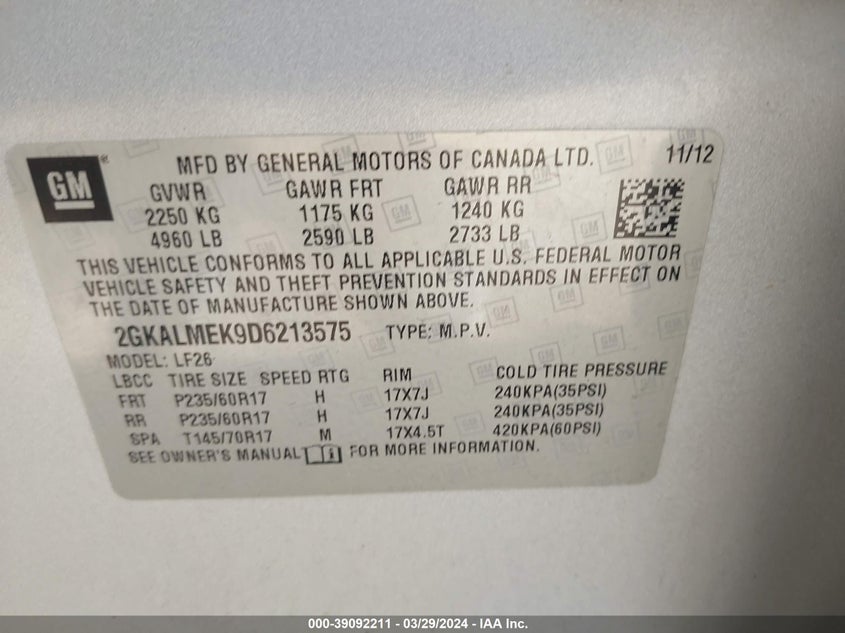 GM ® MFD BY GENERAL MOTORS OF CANADA LTD. 11/12
GVWR GAWR FRT GAWR RR
2250 KG 1175 KG 1240 KG
4960 LB 2590 LB 2733 LB
THIS VEHICLE CONFORMS TO ALL APPLICABLE U.S. FEDERAL MOTOR
VEHICLE SAFETY AND THEFT PREVENTION STANDARDS IN EFFECT ON
THE DATE OF MANUFACTURE SHOWN ABOVE.
2GKALMEK9D6213575 TYPE: M.P.V.
MODEL: LF26
LBCC TIRE SIZE SPEED RTG RIM COLD TIRE PRESSURE
FRT P235/60R17 H 17X7J 240KPA(35PSI)
RR P235/60R17 H 17X7J 240KPA(35PSI)
SPA T145/70R17 M 17X4.5T 420KPA(60PSI)
SEE OWNER'S MANUAL FOR MORE INFORMATION.
000-39092211 - 03/29/2024 - IAA Inc.